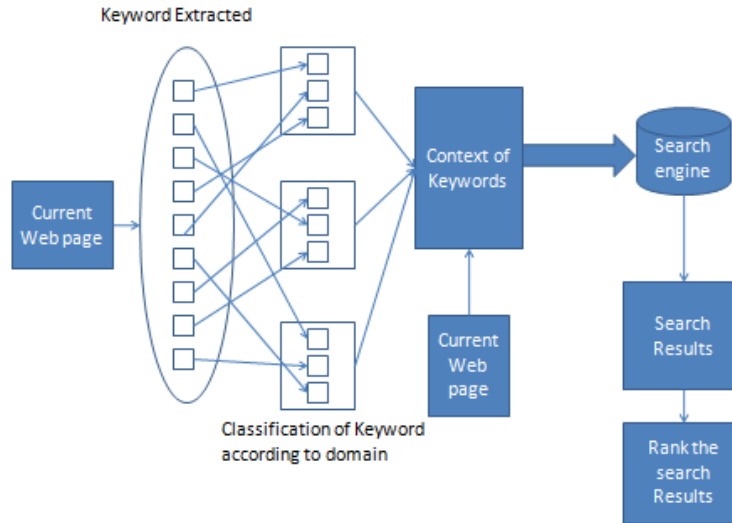 Keyword Extracted
Current
Web page
Context of
Keywords
Search
engine
Current
Web
page
Search
Results
Classification of Keyword
according to domain
Rank the
search
Results